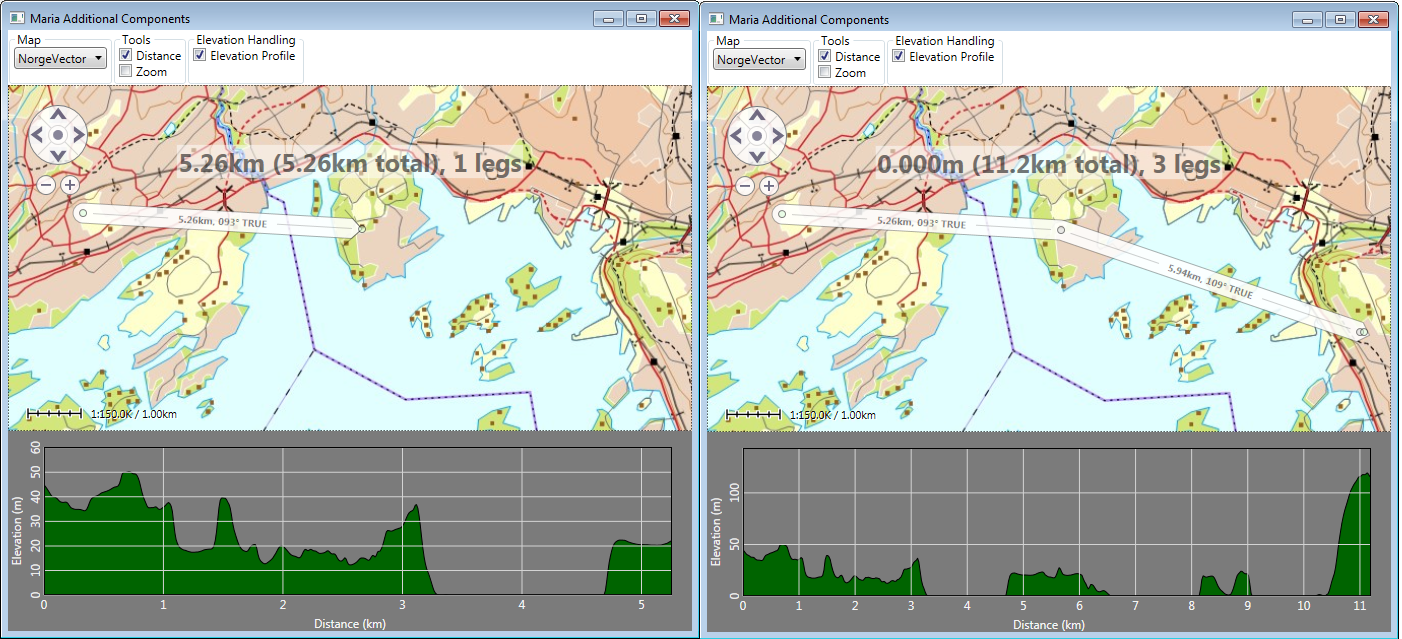 Maria Additional Components
Map
Tools
Elevation Handling
NorgeVector
Distance
Elevation Profile
Zoom
5.26km (5.26km total), 1 legs
5.26km, 093° TRUE
1:150.0K / 1.00km
60
50
40
30
20
10
0
Elevation (m)
0 1 2 3 4 5
Distance (km)
Maria Additional Components
Map
Tools
Elevation Handling
NorgeVector
Distance
Elevation Profile
Zoom
0.000m (11.2km total), 3 legs
5.26km, 093° TRUE
5.94km, 109° TRUE
1:150.0K / 1.00km
100
50
0
Elevation (m)
0 1 2 3 4 5 6 7 8 9 10 11
Distance (km)